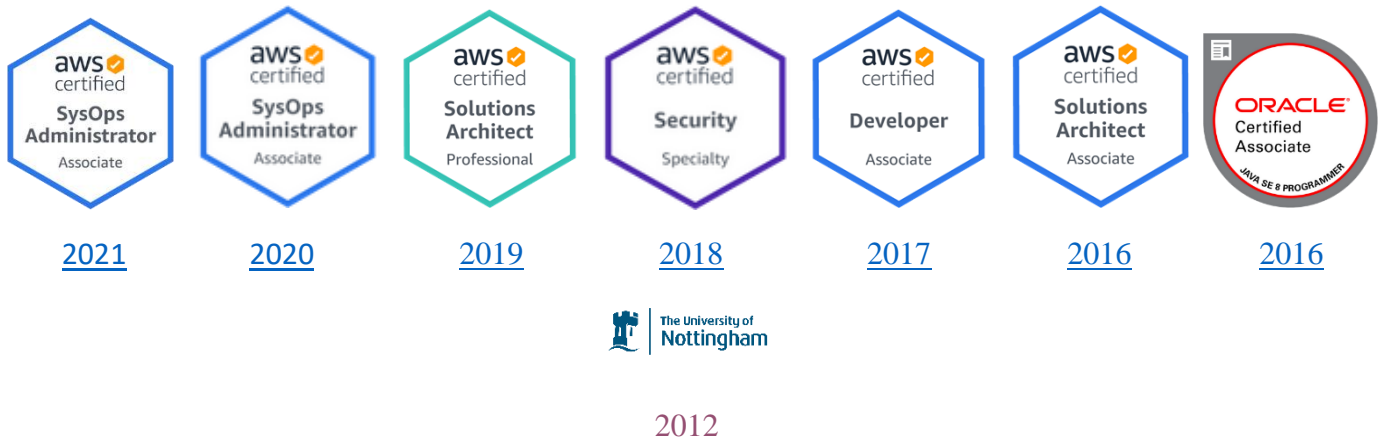 aws
certified
SysOps
Administrator
Associate
aws
certified
SysOps
Administrator
Associate
aws
certified
Solutions
Architect
Professional
aws
certified
Security
Specialty
aws
certified
Developer
Associate
aws
certified
Solutions
Architect
Associate
ORACLE®
Certified
Associate
JAVA SE 8 PROGRAMMER
2021 2020 2019 2018 2017 2016 2016
The University of
Nottingham
2012